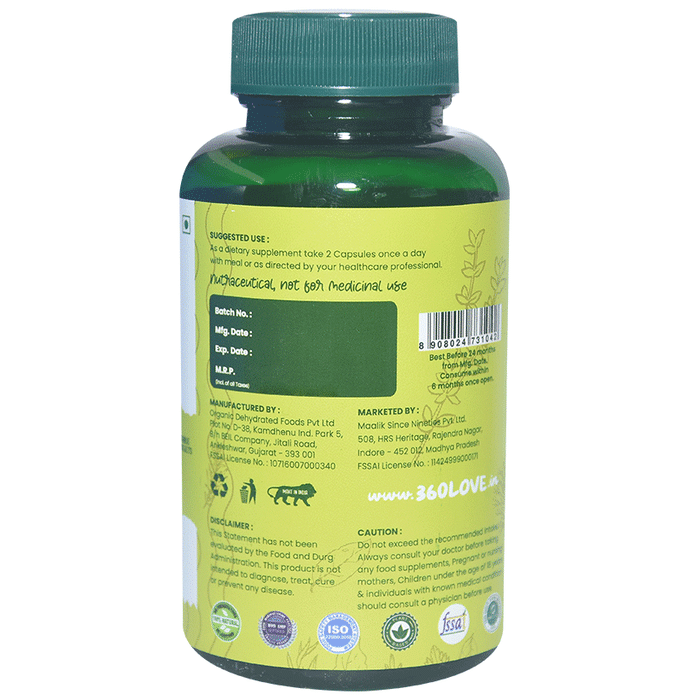 SUGGESTED USE :
As a dietary supplement take 2 Capsules once a day
with meal or as directed by your healthcare professional.
Nutraceutical, not for medicinal use
Batch No. :
Mfg. Date :
Exp. Date :
M.R.P.
(Incl. of all Taxes)
8 908024 731042
Best Before 24 months
from Mfg. Date.
Consume within
6 months once open.
MANUFACTURED BY :
Organic Dehydrated Foods Pvt Ltd
Plot No D-38, Kamdhenu Ind. Park 5,
B/h BEIL Company, Jitali Road,
Ankleshwar, Gujarat - 393 001
FSSAI License No. : 10716007000340
MARKETED BY :
Maalik Since Nineties Pvt Ltd.
508, HRS Heritage, Rajendra Nagar,
Indore - 452 012, Madhya Pradesh
FSSAI License No : 11424999000171
MAKE IN INDIA
www.360LOVE.in
DISCLAIMER :
This Statement has not been
evaluated by the Food and Durg
Administration. This product is not
intended to diagnose, treat, cure
or prevent any disease.
CAUTION :
Do not exceed the recommended intake.
Always consult your doctor before taking
any food supplements, Pregnant or nursing
mothers, Children under the age of 18 years
& individuals with known medical conditions
should consult a physician before use.
100% NATURAL
ISO
fssai